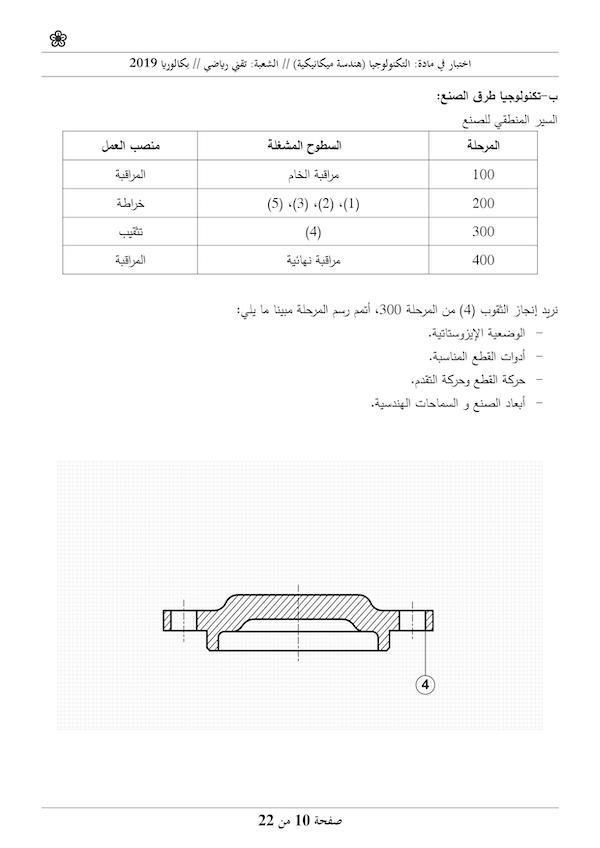 اختبار في مادة: التكنولوجيا (هندسة ميكانيكية) // الشعبة: تقني رياضي // بكالوريا 2019
ب-تكنولوجيا طرق الصنع:
السير المنطقي للصنع
المرحلة السطوح المشغلة منصب العمل
100 مراقبة الخام المراقبة
200 (1)، (2)، (3)، (5) خراطة
300 (4) تثقيب
400 مراقبة نهائية المراقبة
نريد إنجاز الثقوب (4) من المرحلة 300، أتمم رسم المرحلة مبينا ما يلي:
- الوضعية الإيزوستاتية.
- أدوات القطع المناسبة.
- حركة القطع وحركة التقدم.
- أبعاد الصنع و السماحات الهندسية.
4
صفحة 10 من 22